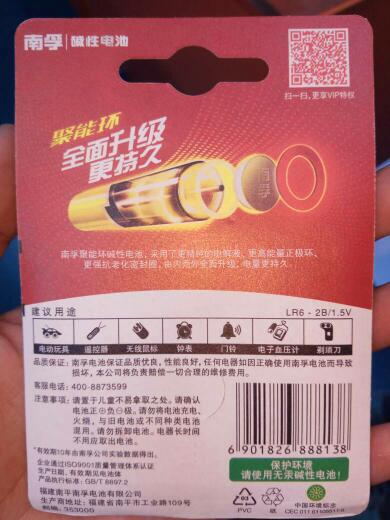 南孚 碱性电池
扫一扫,更享VIP特权
聚能环
全面升级
更持久
南孚
南孚聚能环碱性电池,采用了更精纯的电解液、更高能量正极环、
更强抗老化密封圈,由内而外全面升级,电量更持久。
建议用途
LR6 - 2B/1.5V
电动玩具 遥控器 无线鼠标 钟表 门铃 电子血压计 剃须刀
品质保证:南孚电池保证品质优良,性能良好,任何电器如因正确使用南孚电池而导致
损坏,本公司将负责赔偿一切合理的维修费用。
客服电话:400-8873599
注意事项:请置于儿童不易拿取之处。请确认
电池正⊕负⊖极。请勿将电池充电、
火烧、与旧电池或不同种类电池
混用。请勿拆卸电池。电器长时间
不用应取出电池。
*有效期10年由南孚公司实验数据得出。
企业通过ISO9001质量管理体系认证
生产日期、有效期见电池体
产品执行标准:GB/T 8897.2
福建南平南孚电池有限公司
生产地址:福建省南平市工业路109号
邮编:353000
6901826888138
保护环境
请使用无汞碱性电池!
03
PVC
纸
中国环境标志